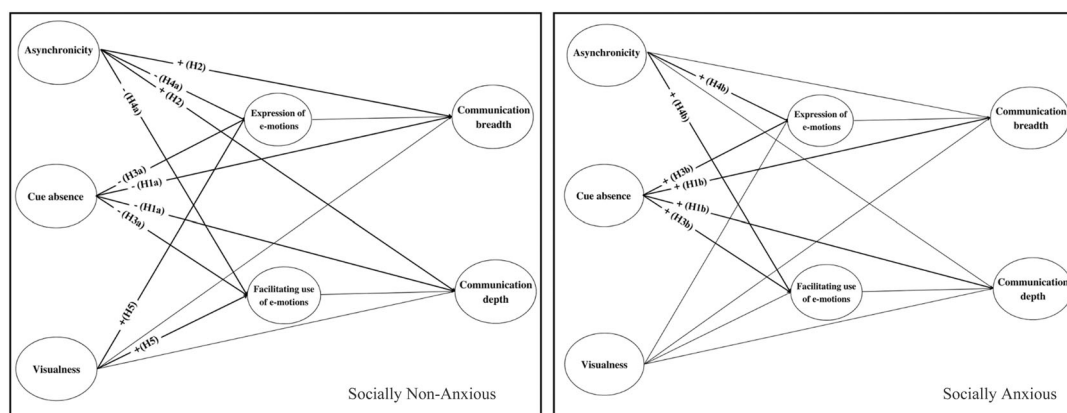 Asynchronicity
+ (H2)
- (H4a)
+ (H2)
- (H4a)
Expression of
e-motions
Communication
breadth
- (H3a)
- (H1a)
Cue absence
- (H1a)
- (H3a)
Facilitating use
of e-motions
Communication
depth
+(H5)
+(H5)
Visualness
Socially Non-Anxious
Asynchronicity
+ (H4b)
+ (H4b)
Expression of
e-motions
Communication
breadth
+ (H3b)
+ (H1b)
Cue absence
+ (H1b)
+ (H3b)
Facilitating use
of e-motions
Communication
depth
Visualness
Socially Anxious